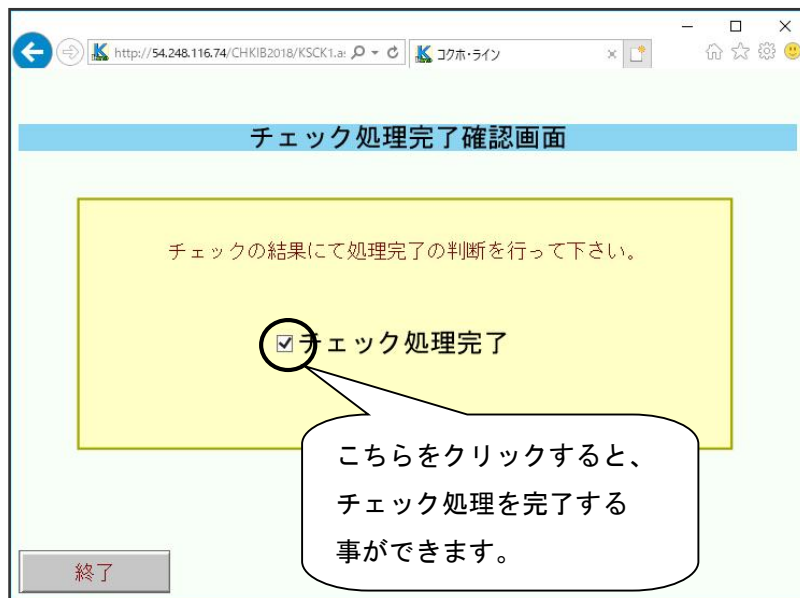 http://54.248.116.74/CHKIB2018/KSCK1.a
コクホ・ライン
チェック処理完了確認画面
チェックの結果にて処理完了の判断を行って下さい。
チェック処理完了
こちらをクリックすると、
チェック処理を完了する
事ができます。
終了